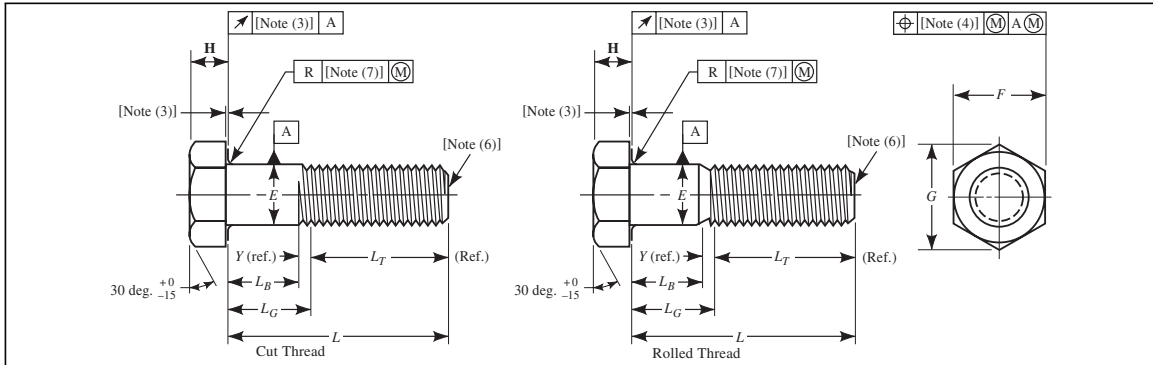 [Note (3)] A
[Note (3)] A
[Note (4)] Ⓜ A Ⓜ
H
H
R [Note (7)] Ⓜ
R [Note (7)] Ⓜ
F
[Note (3)]
[Note (3)]
A
A
[Note (6)]
[Note (6)]
E
E
G
Y (ref.)
L_T
(Ref.)
Y (ref.)
L_T
(Ref.)
30 deg. +0 −15
L_B
30 deg. +0 −15
L_B
L_G
L_G
L
L
Cut Thread
Rolled Thread